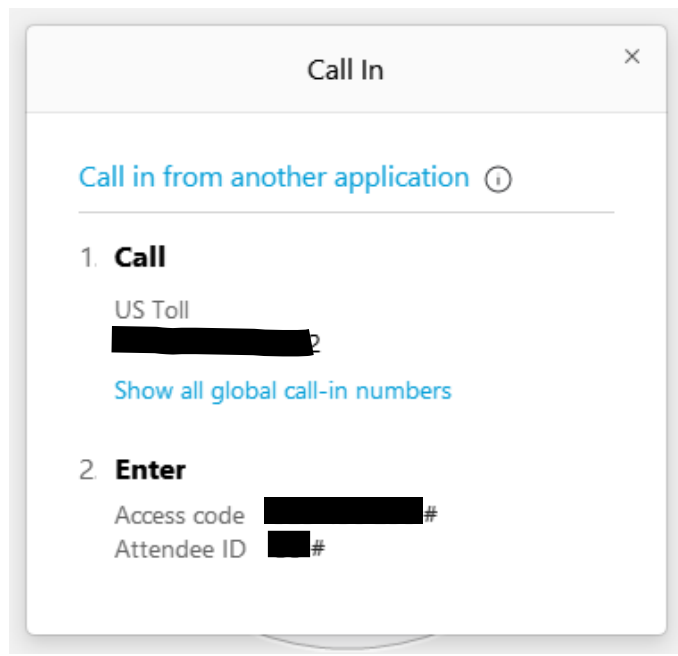 Call In
Call in from another application
1. Call
US Toll
2
Show all global call-in numbers
2. Enter
Access code #
Attendee ID #